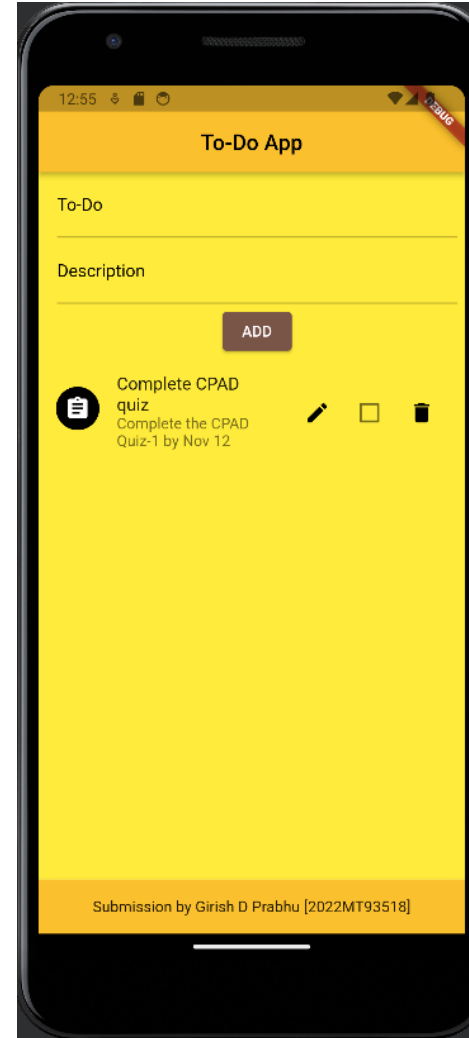 12:55
DEBUG
To-Do App
To-Do
Description
ADD
Complete CPAD
quiz
Complete the CPAD
Quiz-1 by Nov 12
Submission by Girish D Prabhu [2022MT93518]